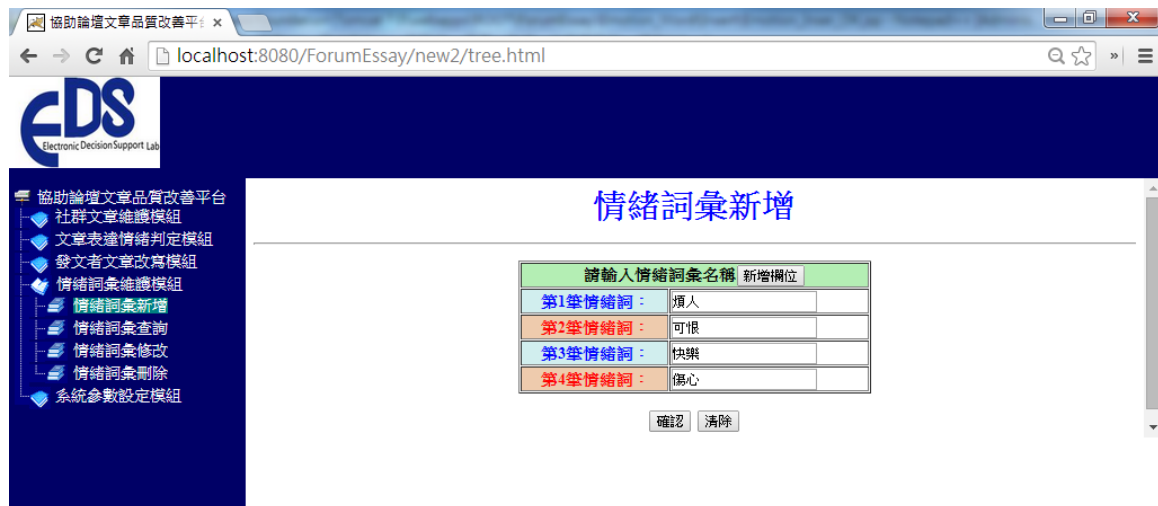 協助論壇文章品質改善平
localhost:8080/ForumEssay/new2/tree.html
EDS
Electronic Decision Support Lab
協助論壇文章品質改善平台
社群文章維護模組
文章表達情緒判定模組
發文者文章改寫模組
情緒詞彙維護模組
情緒詞彙新增
情緒詞彙查詢
情緒詞彙修改
情緒詞彙刪除
系統參數設定模組
情緒詞彙新增
請輸入情緒詞彙名稱 新增欄位
第1筆情緒詞： 煩人
第2筆情緒詞： 可恨
第3筆情緒詞： 快樂
第4筆情緒詞： 傷心
確認 清除